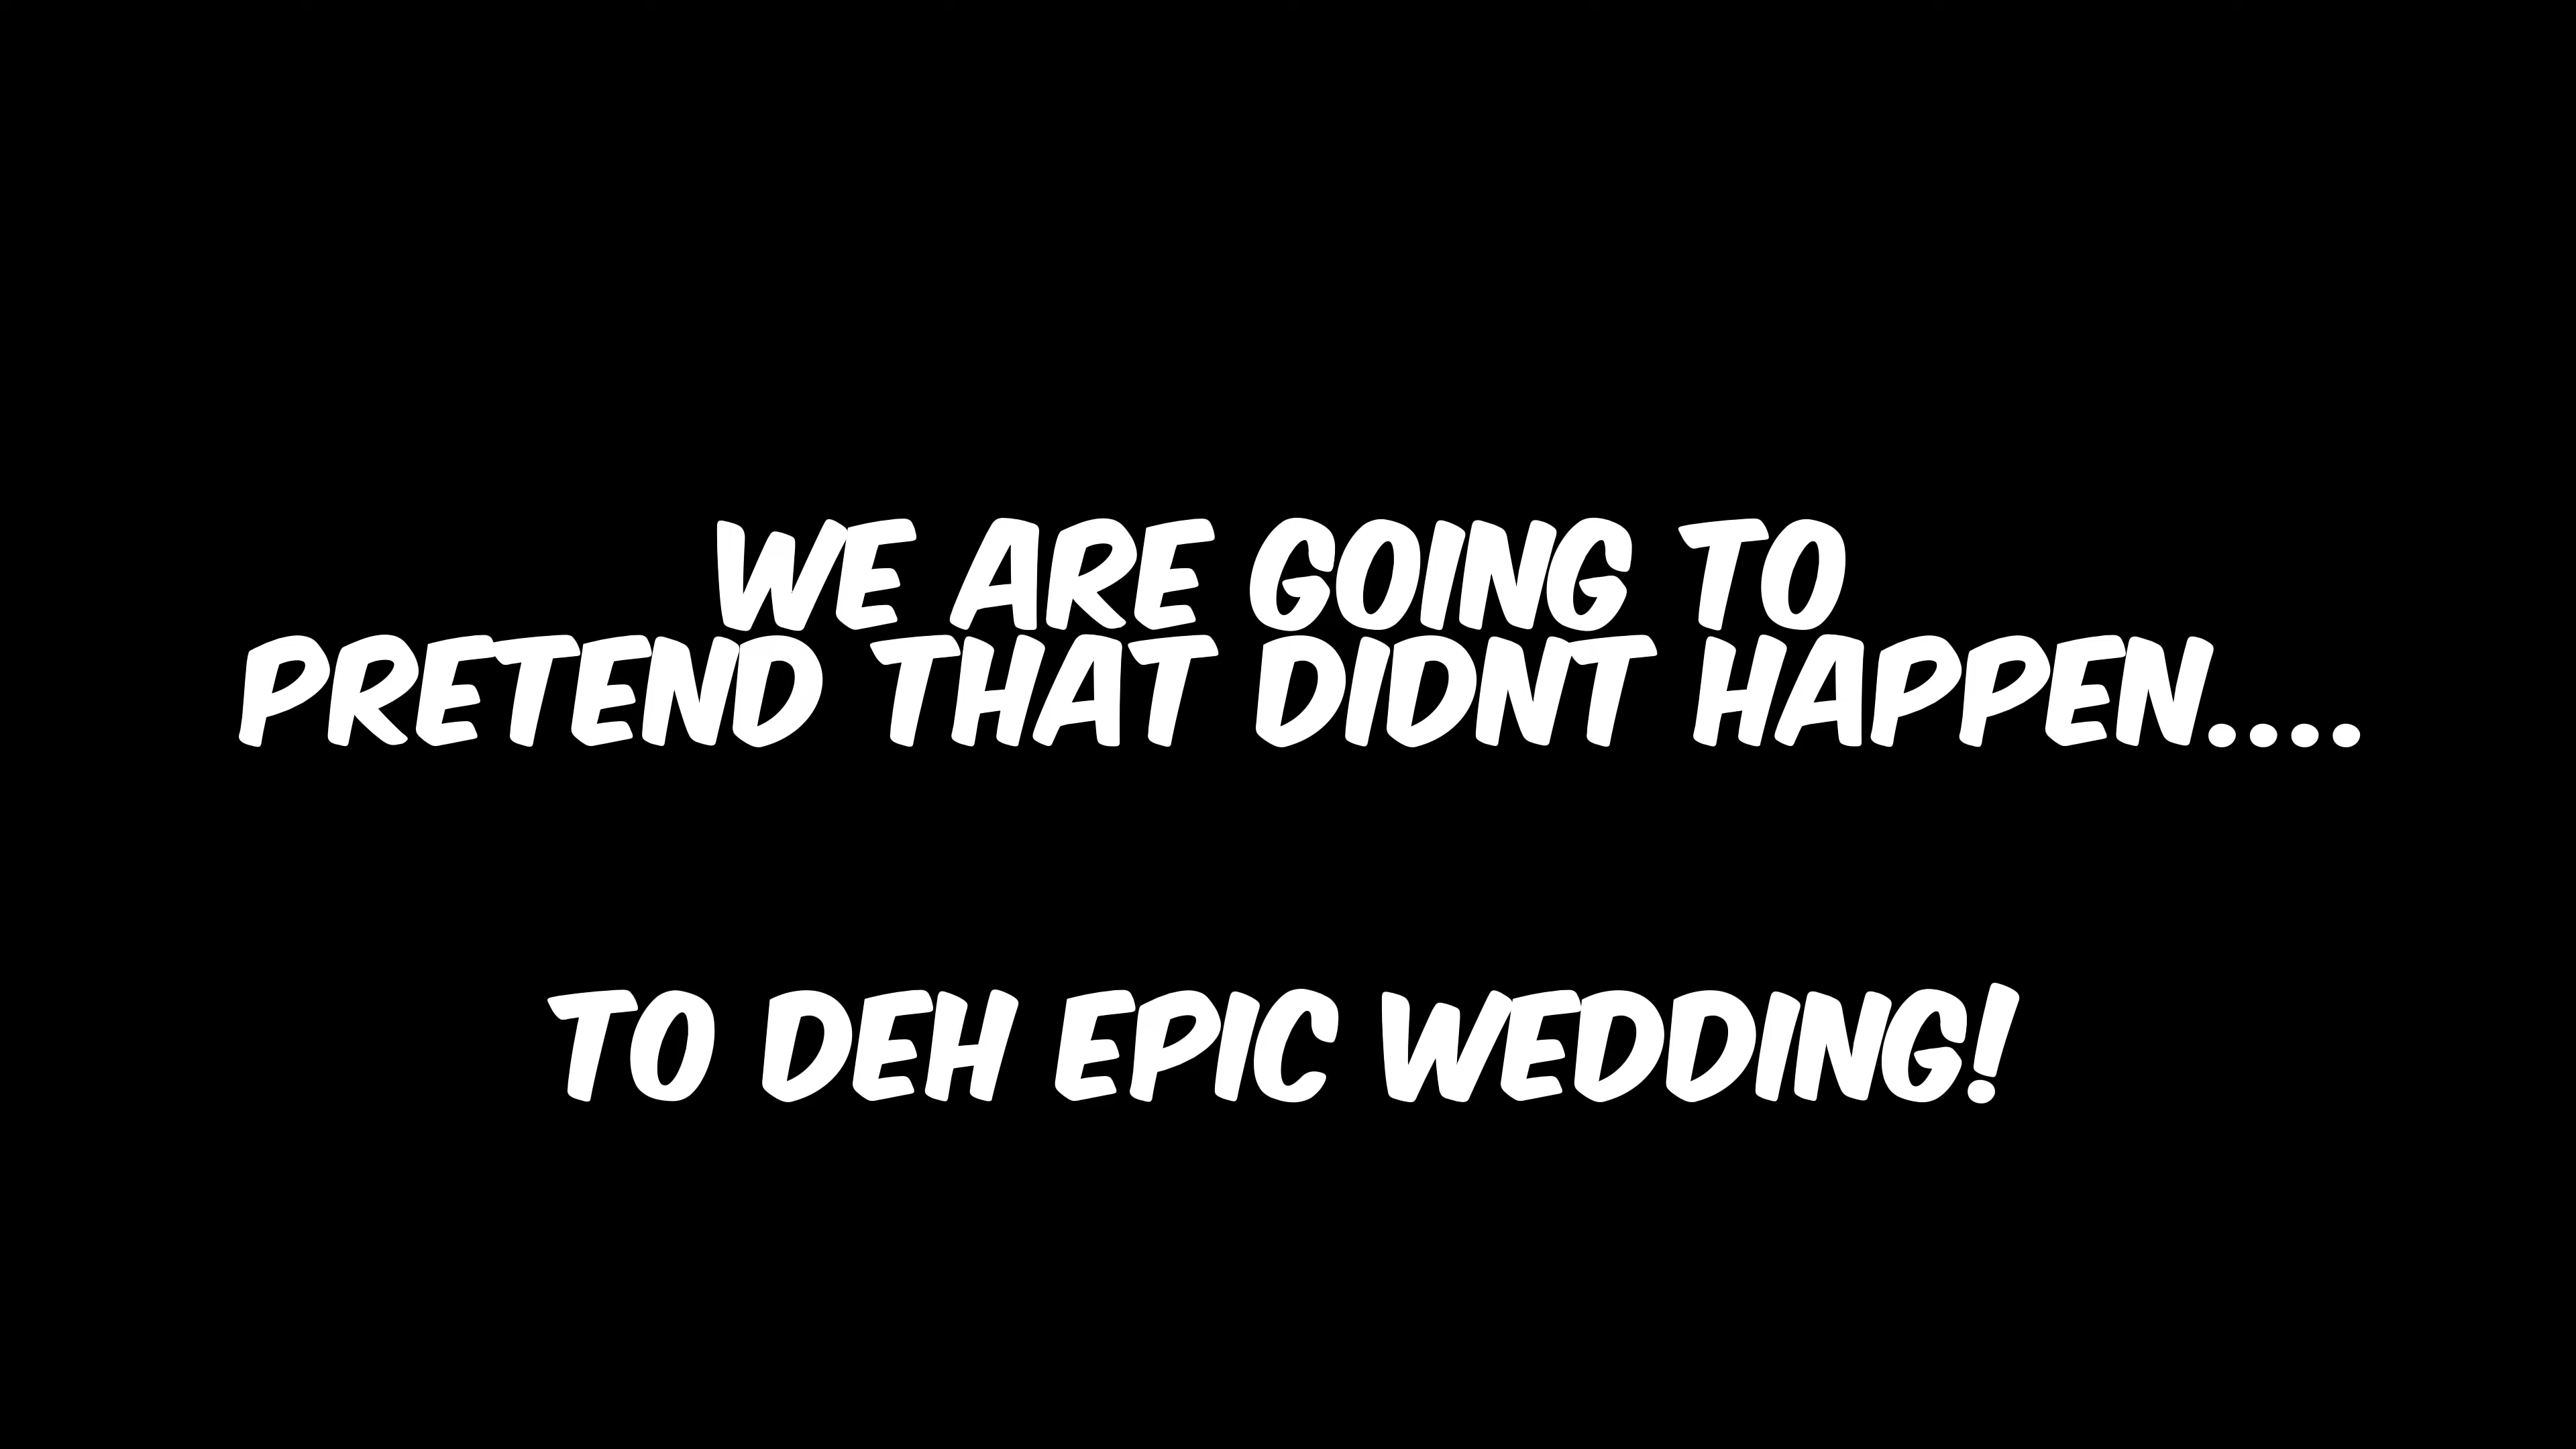 WE ARE GOING TO
PRETEND THAT DIDNT HAPPEN....
TO DEH EPIC WEDDING!